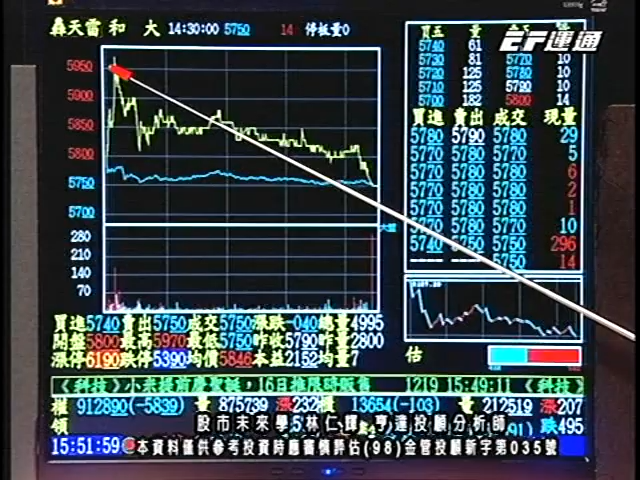 轟天雷 和 大 14:30:00 5750 14 停板量0
EF運通
買五 量
5740 61 10
5730 81 5770 10
5720 125 5780 10
5710 125 5790 10
5700 182 5800 14
買進 賣出 成交 現量
5780 5790 5780 29
5770 5780 5770 5
5770 5780 5780 6
5770 5780 5780 2
5770 5780 5780 1
5770 5780 5770 10
5740 5750 5750 296
---- ---- 5750 14
5950
5900
5850
5800
5750
5700
大盤
280
210
140
70
買進5740賣出5750成交5750漲跌-040總量4995
開盤5800最高5970最低5750昨收5790昨量2800
漲停6190跌停5390均價5846本益2152均量7
估
《科技》小米提前慶聖誕，16日推限時販售 1219 15:49:11 《科技》
權 912890(-5839) 量 875739 漲232 13654(-103) 量 212519 漲207
領 跌495
股市未來學5林仁譯 亨達投顧分析師
15:51:59 本資料僅供參考投資時應審慎評估(98)金管投顧新字第035號